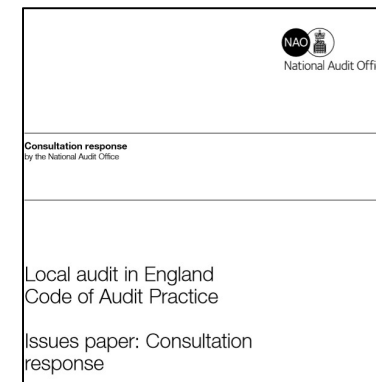 NAO
National Audit Offi
Consultation response
by the National Audit Office
Local audit in England
Code of Audit Practice
Issues paper: Consultation
response